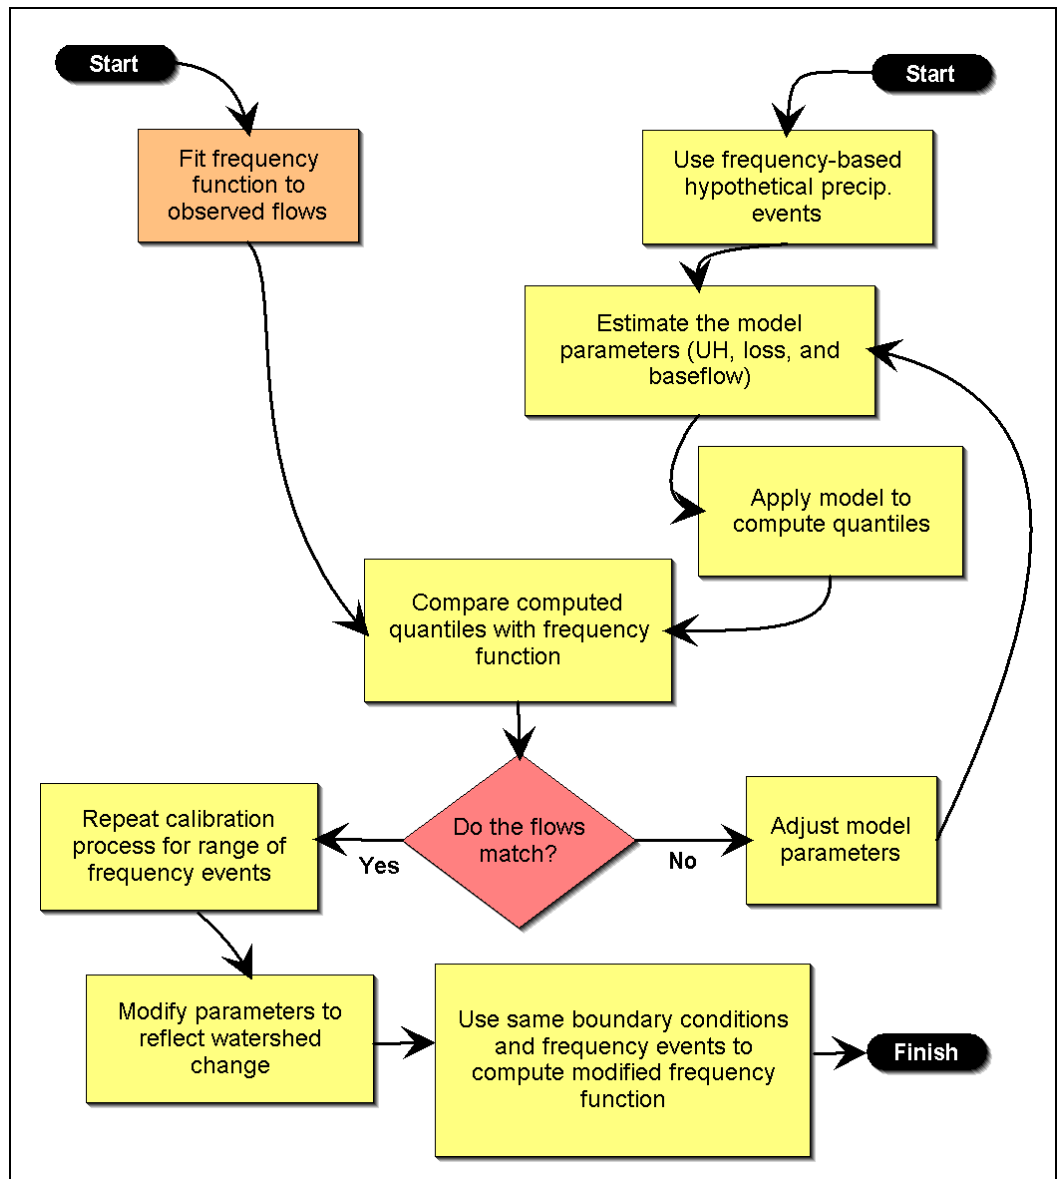 Start
Start
Fit frequency
function to
observed flows
Use frequency-based
hypothetical precip.
events
Estimate the model
parameters (UH, loss, and
baseflow)
Apply model to
compute quantiles
Compare computed
quantiles with frequency
function
Do the flows
match?
Yes
No
Repeat calibration
process for range of
frequency events
Adjust model
parameters
Modify parameters to
reflect watershed
change
Use same boundary conditions
and frequency events to
compute modified frequency
function
Finish